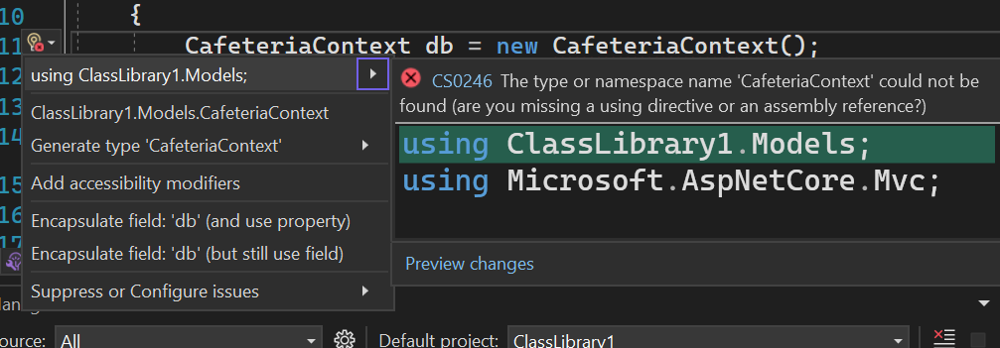 10 {
11 CafeteriaContext db = new CafeteriaContext();
12
using ClassLibrary1.Models;
CS0246 The type or namespace name 'CafeteriaContext' could not be
found (are you missing a using directive or an assembly reference?)
13
ClassLibrary1.Models.CafeteriaContext
14
Generate type 'CafeteriaContext'
using ClassLibrary1.Models;
using Microsoft.AspNetCore.Mvc;
15
Add accessibility modifiers
16
Encapsulate field: 'db' (and use property)
17
Encapsulate field: 'db' (but still use field)
Preview changes
Suppress or Configure issues
ource: All Default project: ClassLibrary1